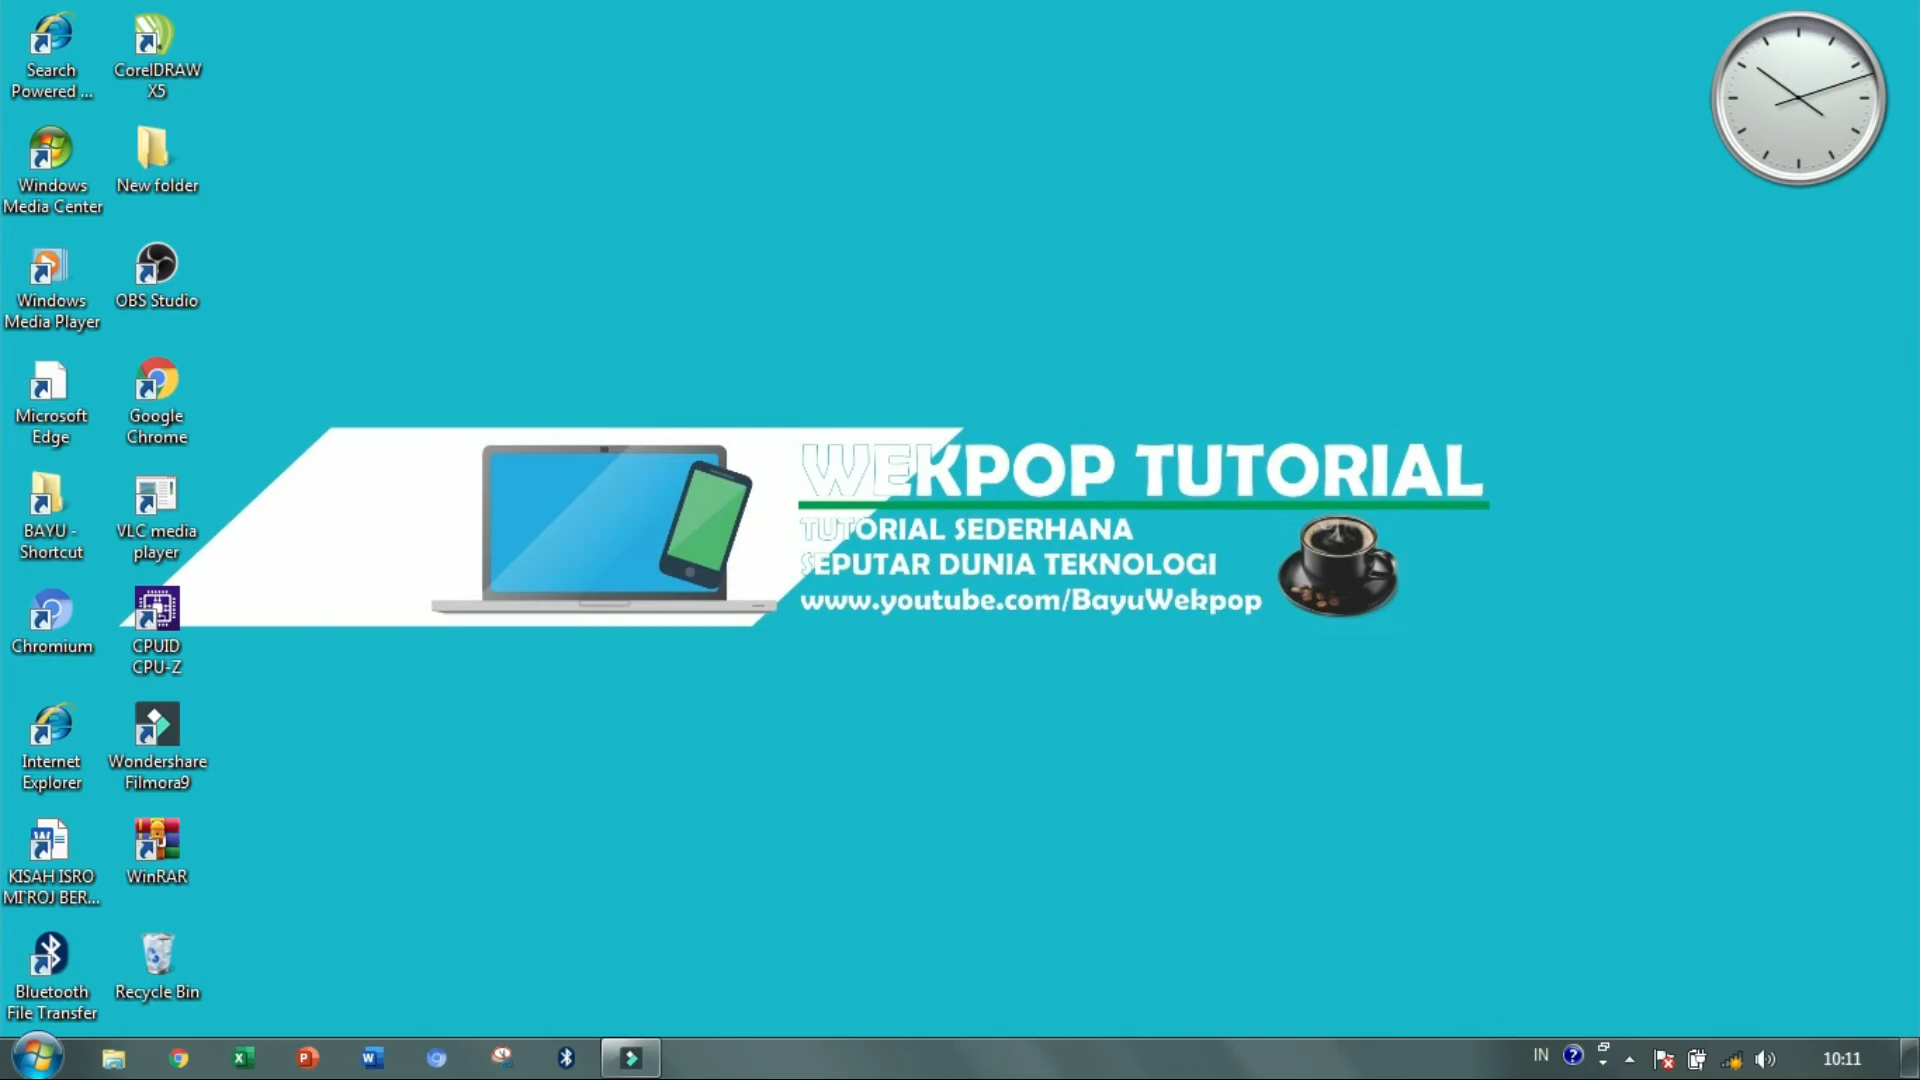 Search
Powered ...
CorelDRAW
X5
Windows
Media Center
New folder
Windows
Media Player
OBS Studio
Microsoft
Edge
Google
Chrome
BAYU -
Shortcut
VLC media
player
Chromium
CPUID
CPU-Z
Internet
Explorer
Wondershare
Filmora9
KISAH ISRO
MI'ROJ BER...
WinRAR
Bluetooth
File Transfer
Recycle Bin
WEKPOP TUTORIAL
TUTORIAL SEDERHANA
SEPUTAR DUNIA TEKNOLOGI
www.youtube.com/BayuWekpop
IN
10:11